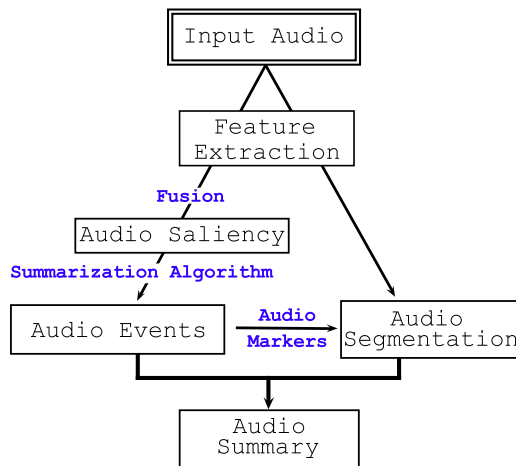 Input Audio
Feature
Extraction
Fusion
Audio Saliency
Summarization Algorithm
Audio Events
Audio
Markers
Audio
Segmentation
Audio
Summary